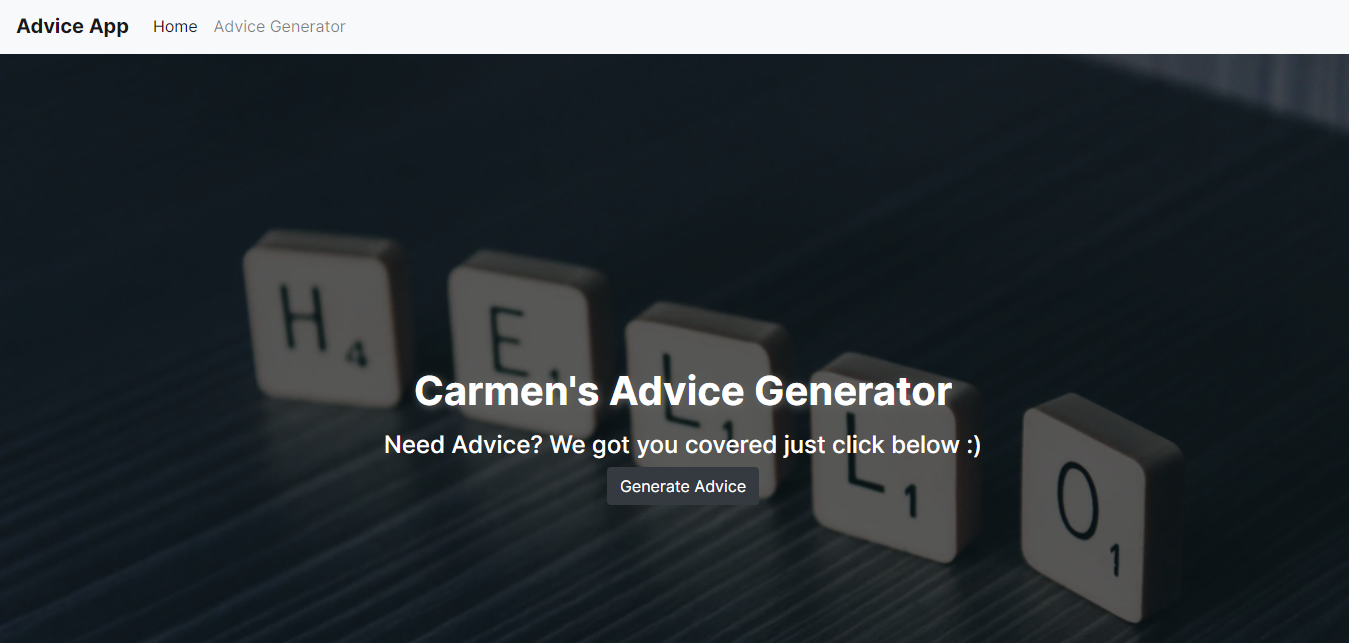 Advice App Home Advice Generator
H4 E1 L1 L1 O1
Carmen's Advice Generator
Need Advice? We got you covered just click below :)
Generate Advice